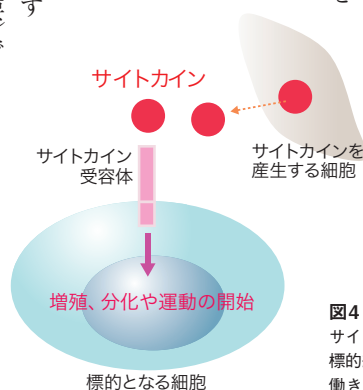 サイトカイン
サイトカイン
受容体
サイトカインを
産生する細胞
増殖、分化や運動の開始
標的となる細胞
図4
サイ
標的
働き
す